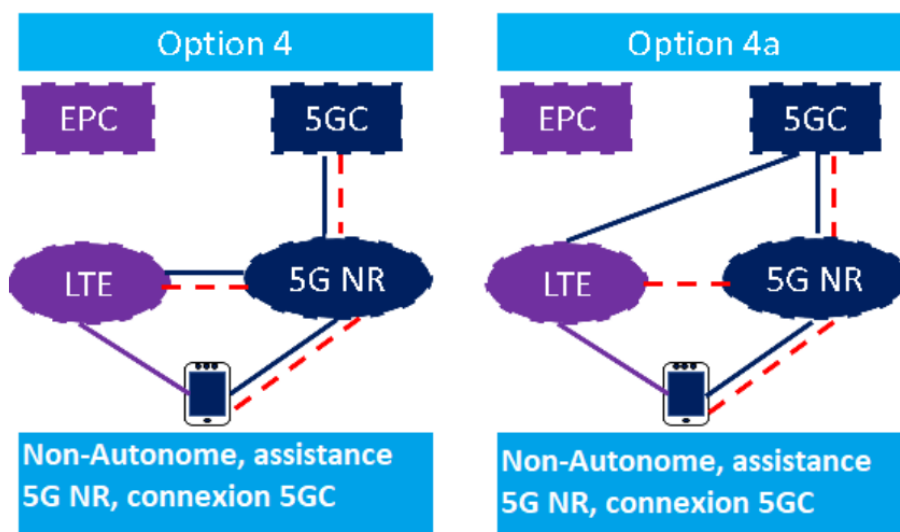 Option 4
EPC
5GC
LTE
5G NR
Non-Autonome, assistance
5G NR, connexion 5GC
Option 4a
EPC
5GC
LTE
5G NR
Non-Autonome, assistance
5G NR, connexion 5GC